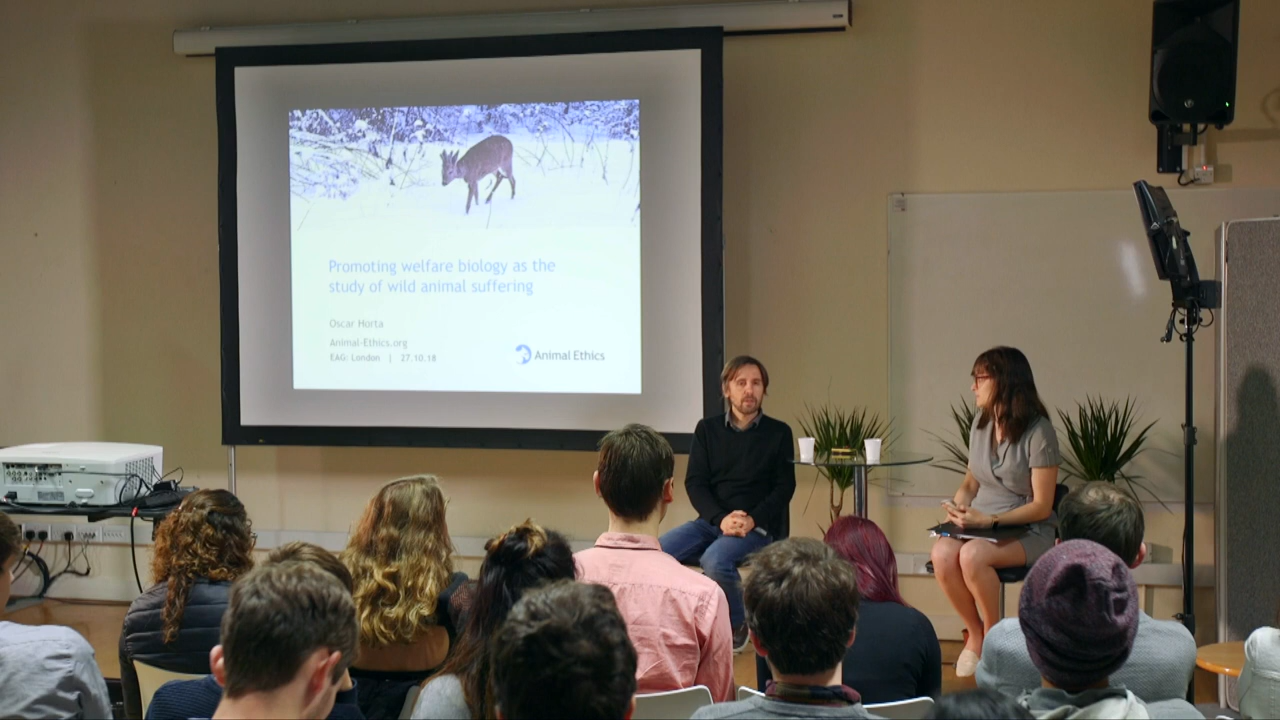 Promoting welfare biology as the
study of wild animal suffering
Oscar Horta
Animal-Ethics.org
EAG: London | 27.10.18
Animal Ethics